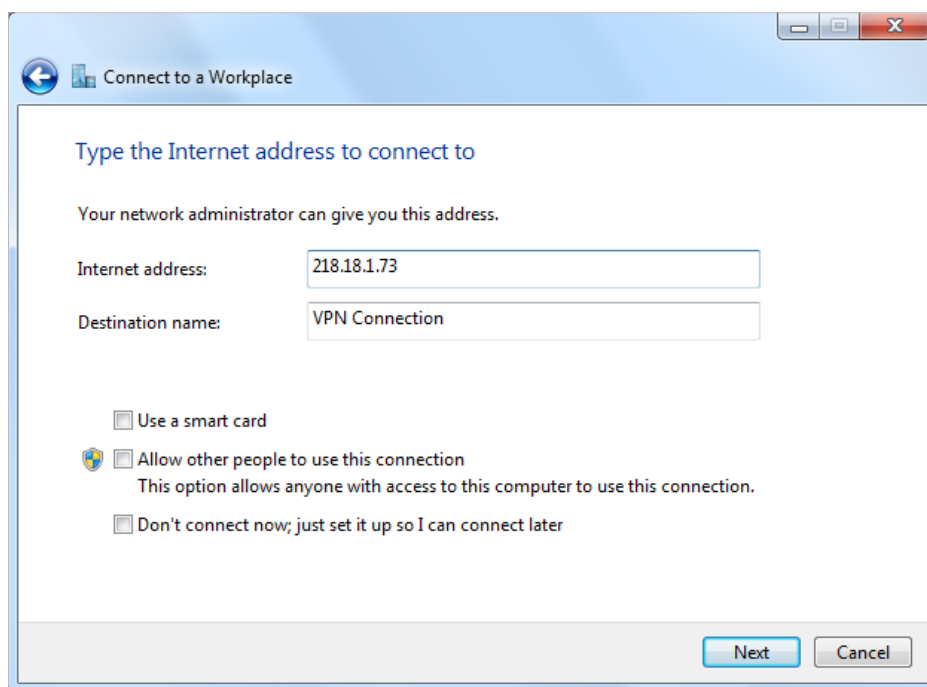 Connect to a Workplace
Type the Internet address to connect to
Your network administrator can give you this address.
Internet address: 218.18.1.73
Destination name: VPN Connection
Use a smart card
Allow other people to use this connection
This option allows anyone with access to this computer to use this connection.
Don't connect now; just set it up so I can connect later
Next Cancel